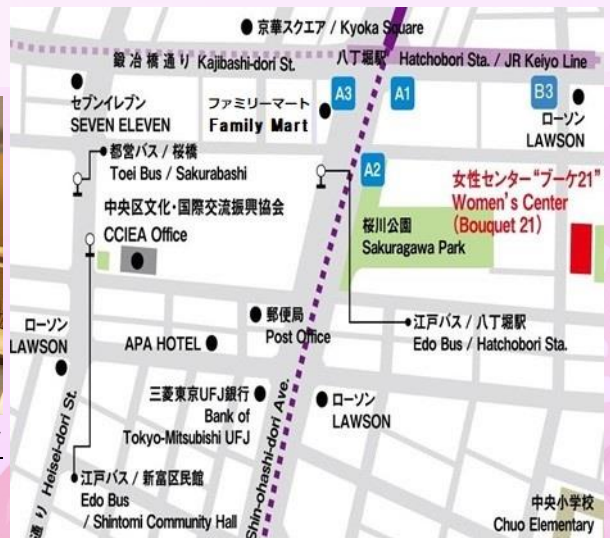 京華スクエア / Kyoka Square
鍛冶橋通り Kajibashi-dori St.
八丁堀駅 Hatchobori Sta. / JR Keiyo Line
セブンイレブン
SEVEN ELEVEN
ファミリーマート
Family Mart
A3
A1
B3
ローソン
LAWSON
都営バス / 桜橋
Toei Bus / Sakurabashi
A2
女性センター“ブーケ21”
Women's Center
(Bouquet 21)
中央区文化・国際交流振興協会
CCIEA Office
桜川公園
Sakuragawa Park
ローソン
LAWSON
APA HOTEL
郵便局
Post Office
江戸バス / 八丁堀駅
Edo Bus / Hatchobori Sta.
三菱東京UFJ銀行
Bank of
Tokyo-Mitsubishi UFJ
ローソン
LAWSON
通り Heisei-dori St.
Shin-ohashi-dori Ave.
江戸バス / 新富区民館
Edo Bus
/ Shintomi Community Hall
中央小学校
Chuo Elementary